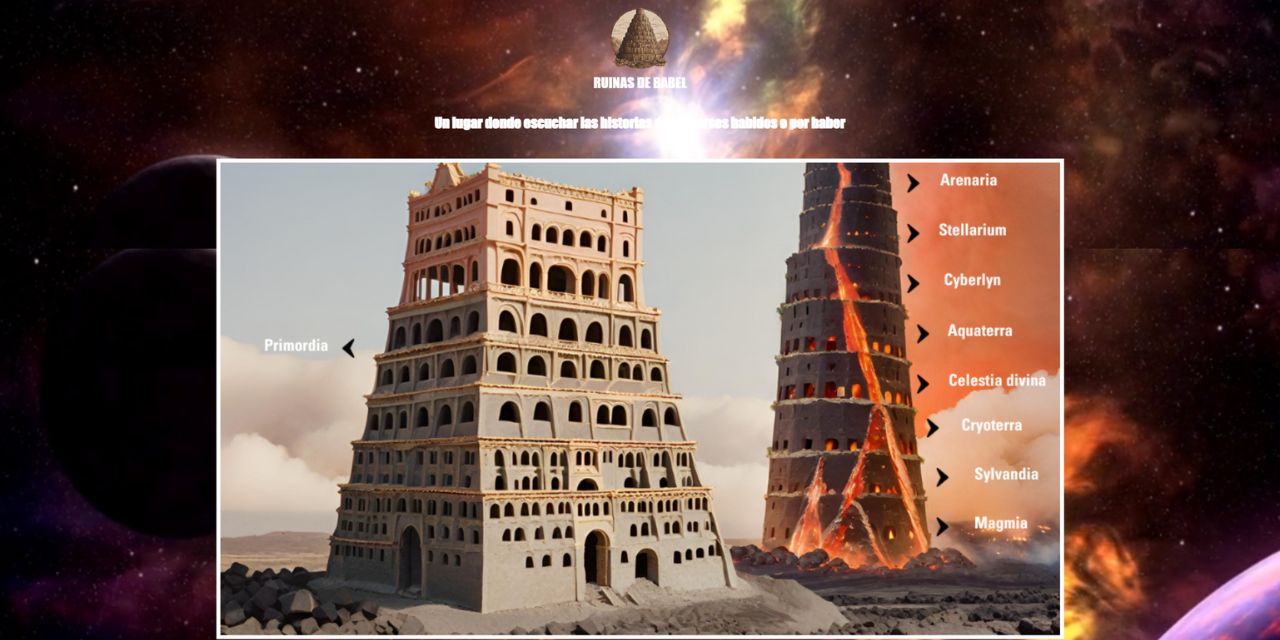 RUINAS DE BABEL
Un lugar donde escuchar las historias habidos o por haber
Arenaria
Stellarium
Cyberlyn
Primordia
Aquaterra
Celestia divina
Cryoterra
Sylvandia
Magmia